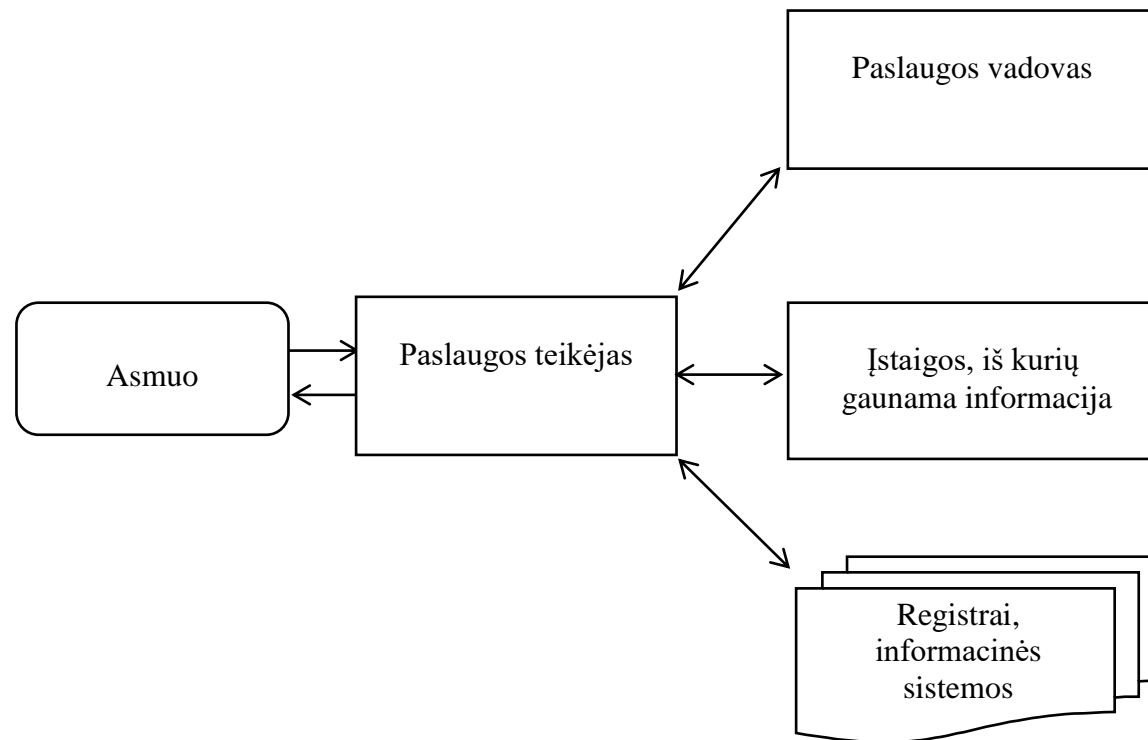 Paslaugos vadovas
Asmuo
Paslaugos teikėjas
Įstaigos, iš kurių
gaunama informacija
Registrai,
informacinės
sistemos